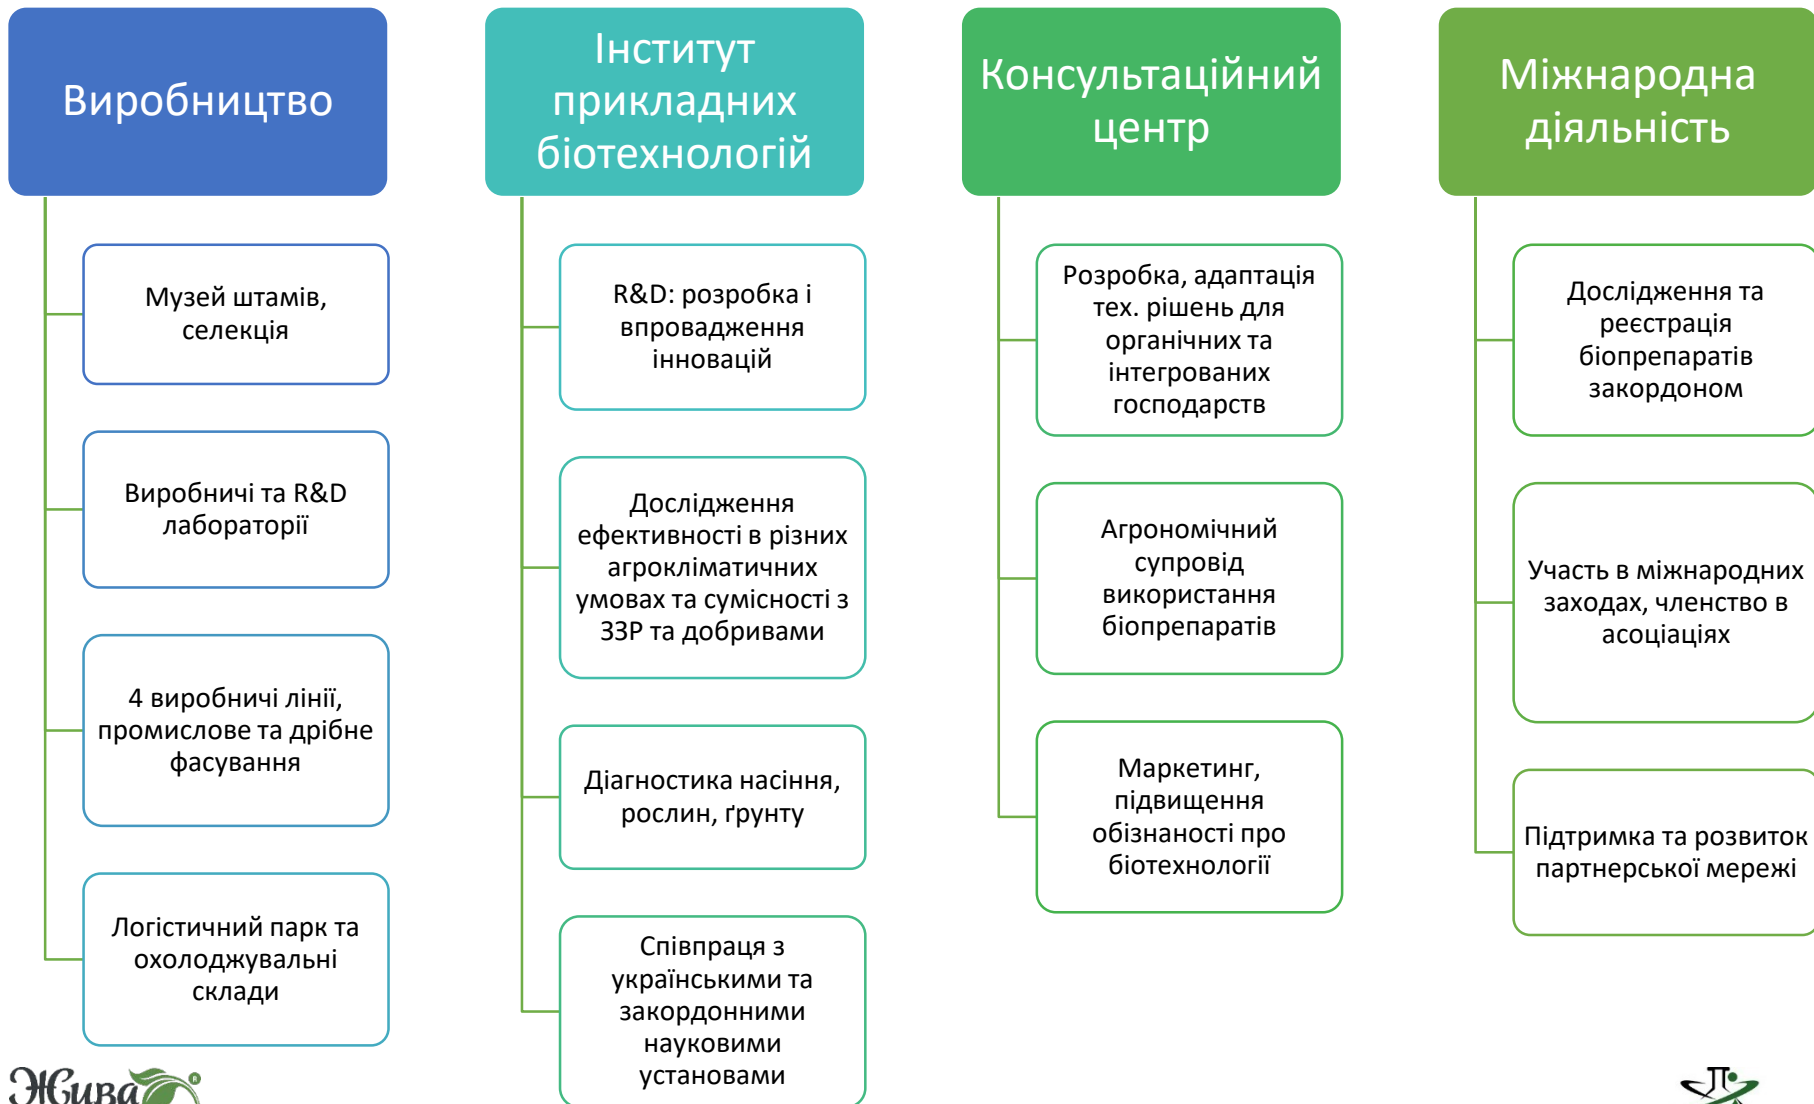 Виробництво
Музей штамів,
селекція
Виробничі та R&D
лабораторії
4 виробничі лінії,
промислове та дрібне
фасування
Логістичний парк та
охолоджувальні
склади
Інститут
прикладних
біотехнологій
R&D: розробка і
впровадження
інновацій
Дослідження
ефективності в різних
агрокліматичних
умовах та сумісності з
ЗЗР та добривами
Діагностика насіння,
рослин, ґрунту
Співпраця з
українськими та
закордонними
науковими
установами
Консультаційний
центр
Розробка, адаптація
тех. рішень для
органічних та
інтегрованих
господарств
Агрономічний
супровід
використання
біопрепаратів
Маркетинг,
підвищення
обізнаності про
біотехнології
Міжнародна
діяльність
Дослідження та
реєстрація
біопрепаратів
закордоном
Участь в міжнародних
заходах, членство в
асоціаціях
Підтримка та розвиток
партнерської мережі
Жива